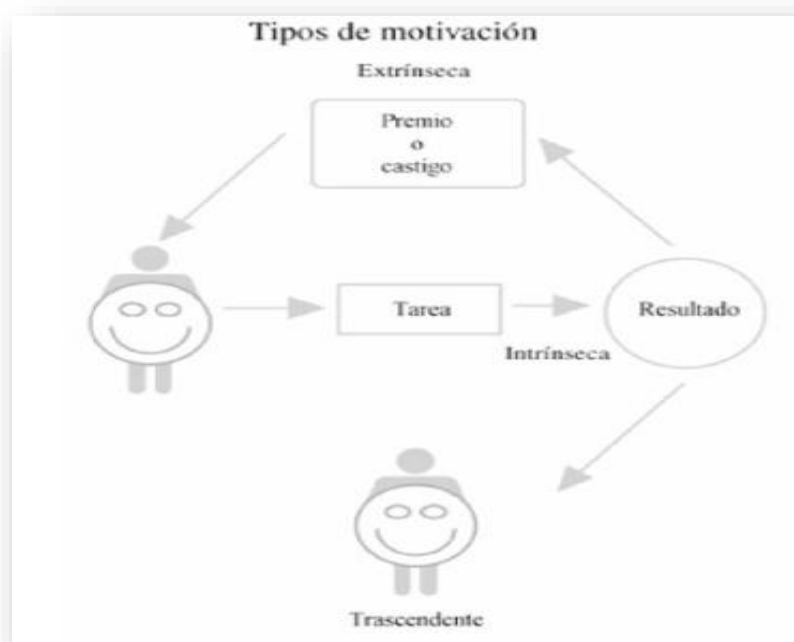 Tipos de motivación
Extrínseca
Premio
o
castigo
Tarea
Resultado
Intrínseca
Trascendente